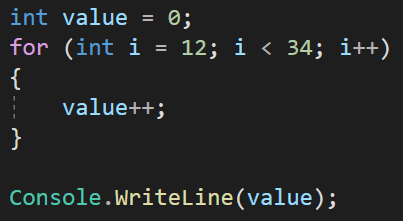 int value = 0;
for (int i = 12; i < 34; i++)
{
    value++;
}
Console.WriteLine(value);